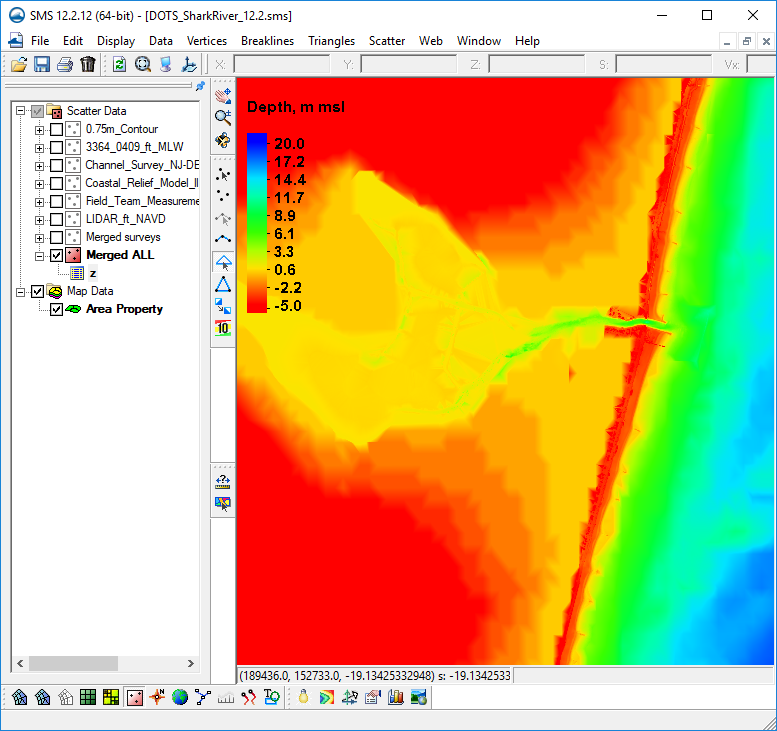 SMS 12.2.12 (64-bit) - [DOTS_SharkRiver_12.2.sms]
File Edit Display Data Vertices Breaklines Triangles Scatter Web Window Help
X: Y: Z: S: Vx:
Scatter Data
0.75m_Contour
3364_0409_ft_MLW
Channel_Survey_NJ-DE
Coastal_Relief_Model_II
Field_Team_Measureme
LIDAR_ft_NAVD
Merged surveys
Merged ALL
z
Map Data
Area Property
10
Depth, m msl
20.0
17.2
14.4
11.7
8.9
6.1
3.3
0.6
-2.2
-5.0
(189436.0, 152733.0, -19.13425332948) s: -19.1342533